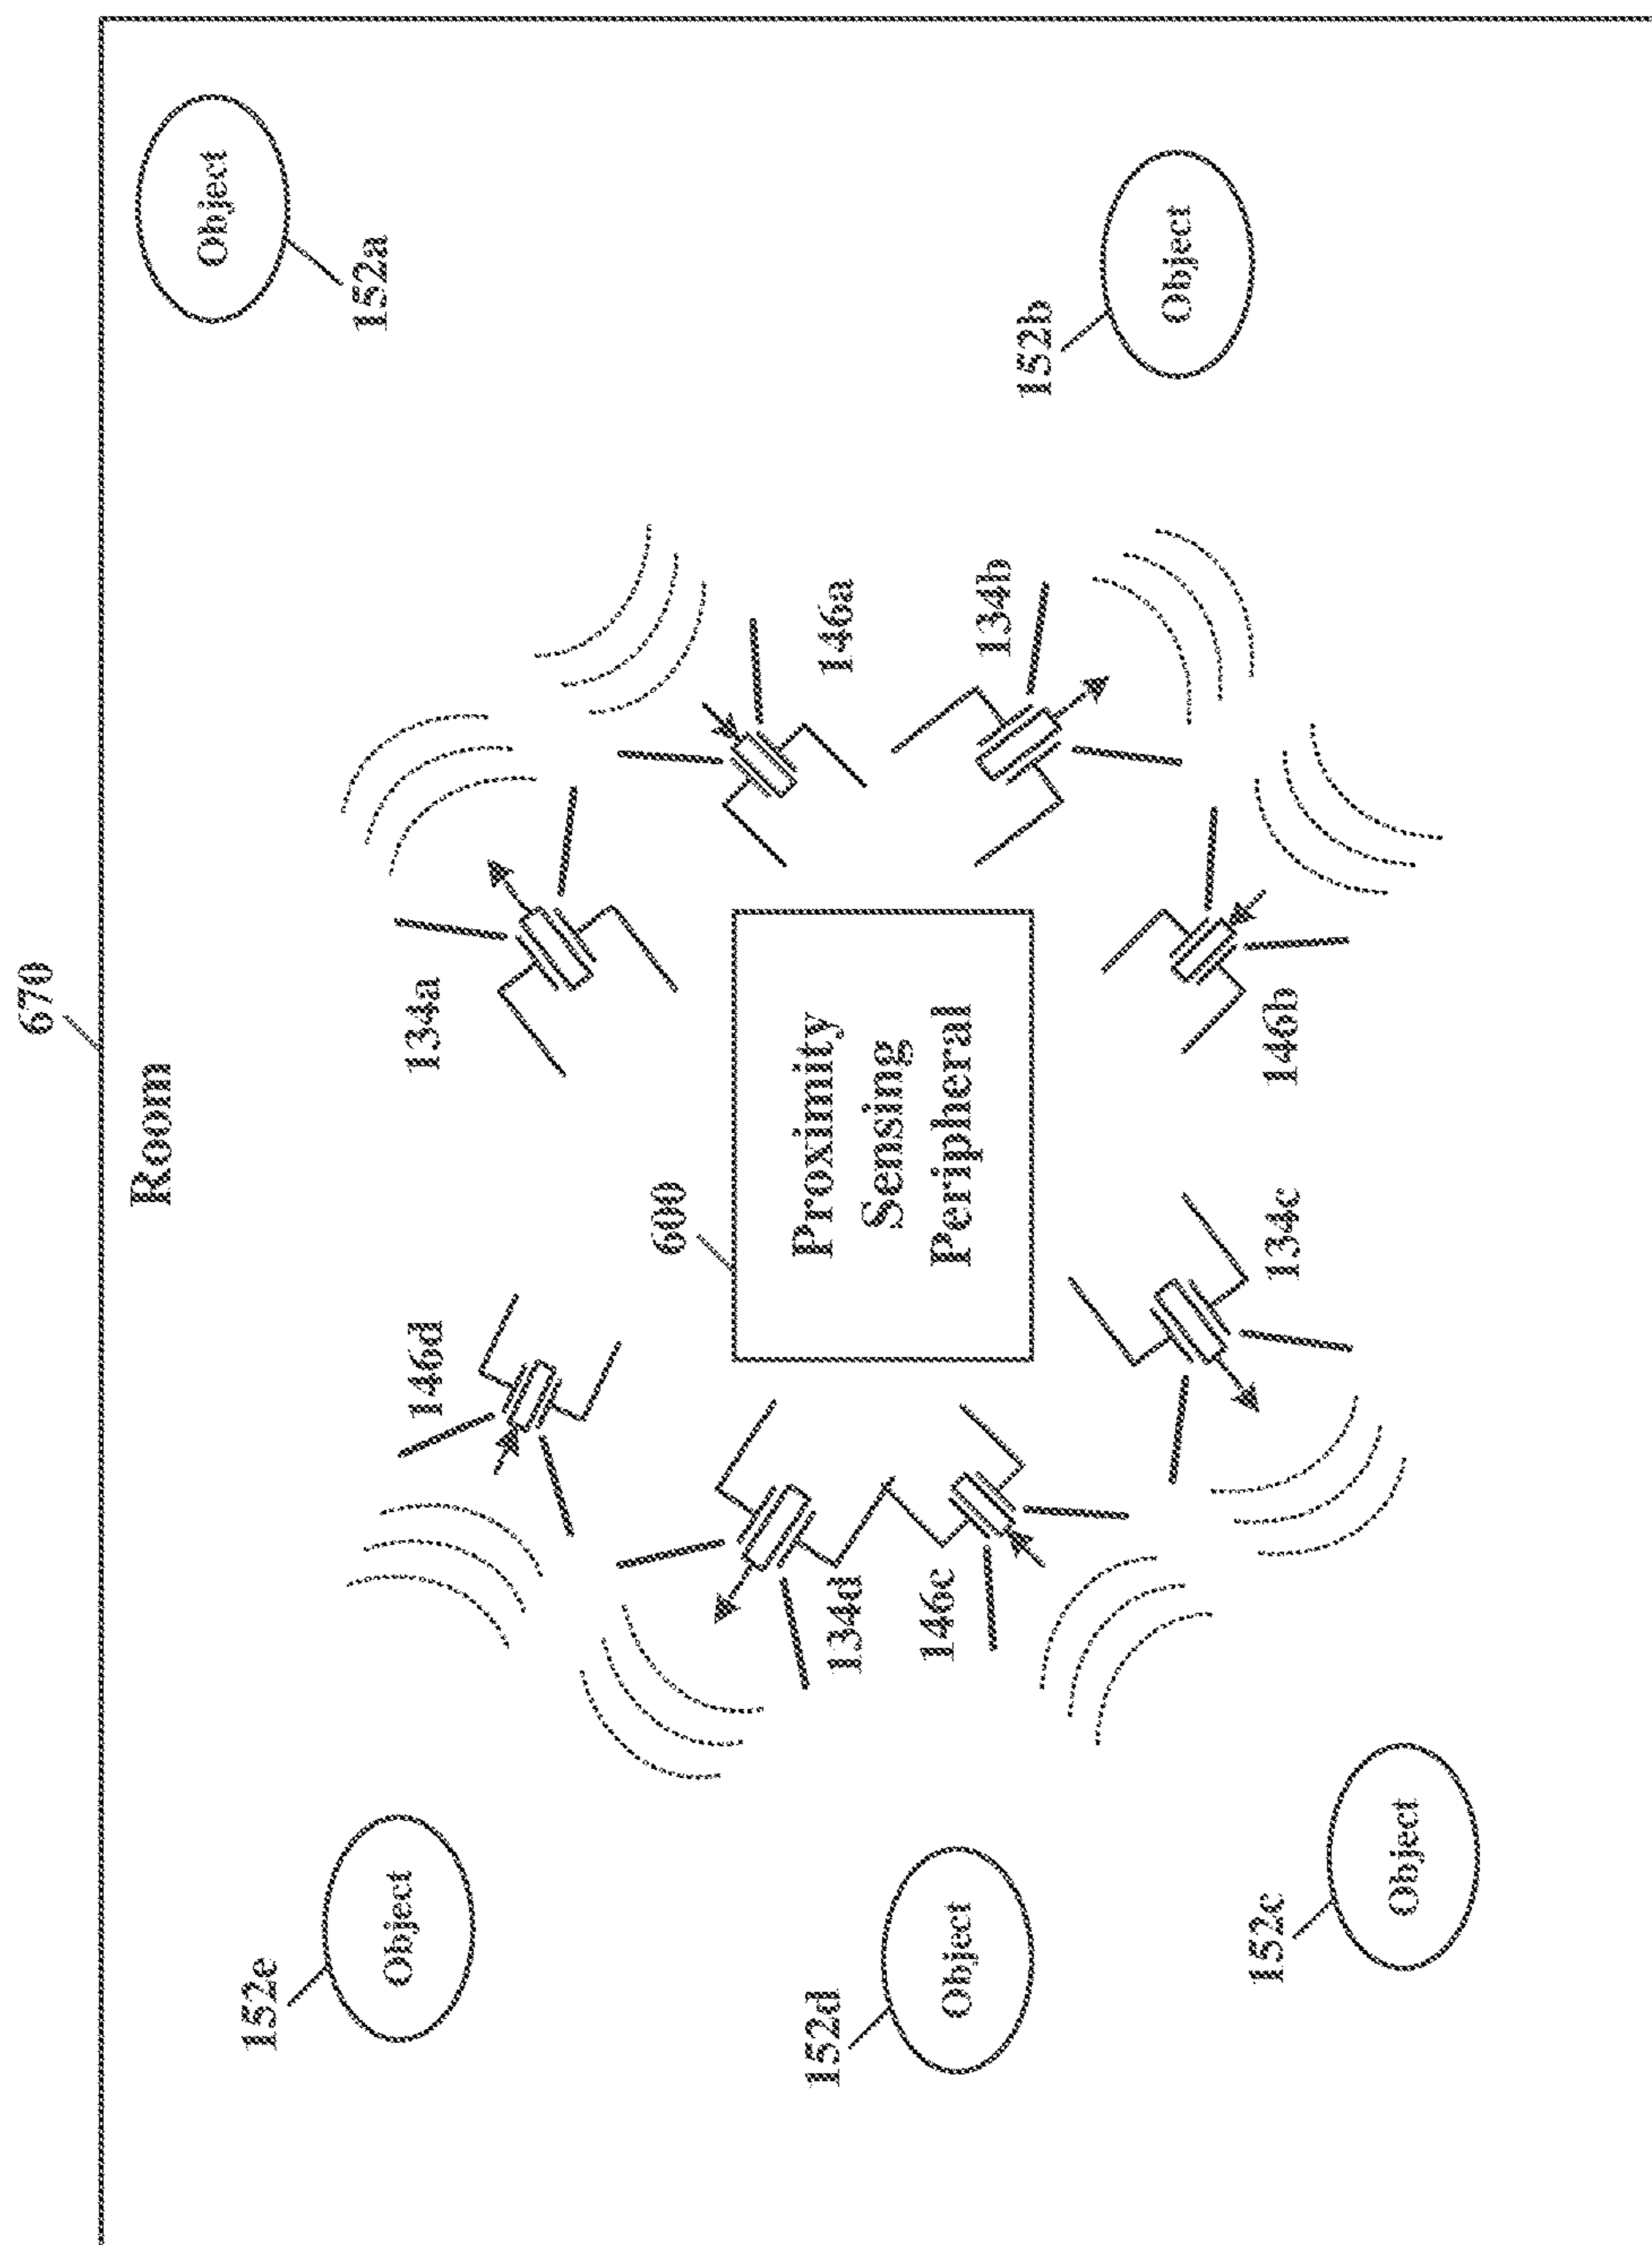 670
Room
Object
152e
152a
Object
146d
134a
600
152d
134d
Proximity
146a
Sensing
146c
Peripheral
Object
134b
152b
Object
152c
134c
146b
Object